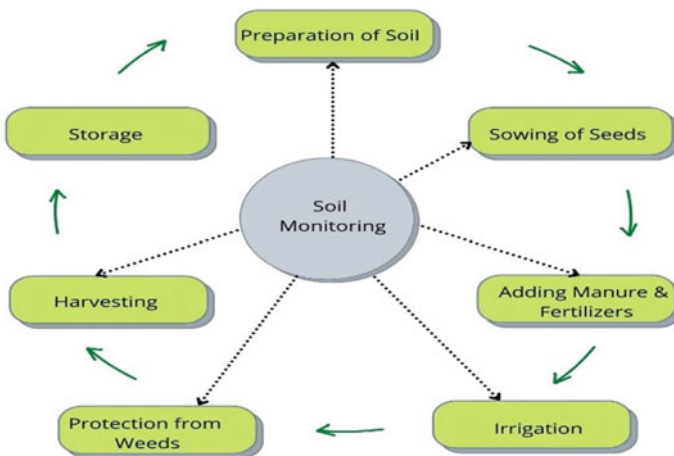 Preparation of Soil
Sowing of Seeds
Adding Manure &
Fertilizers
Irrigation
Protection from
Weeds
Harvesting
Storage
Soil
Monitoring